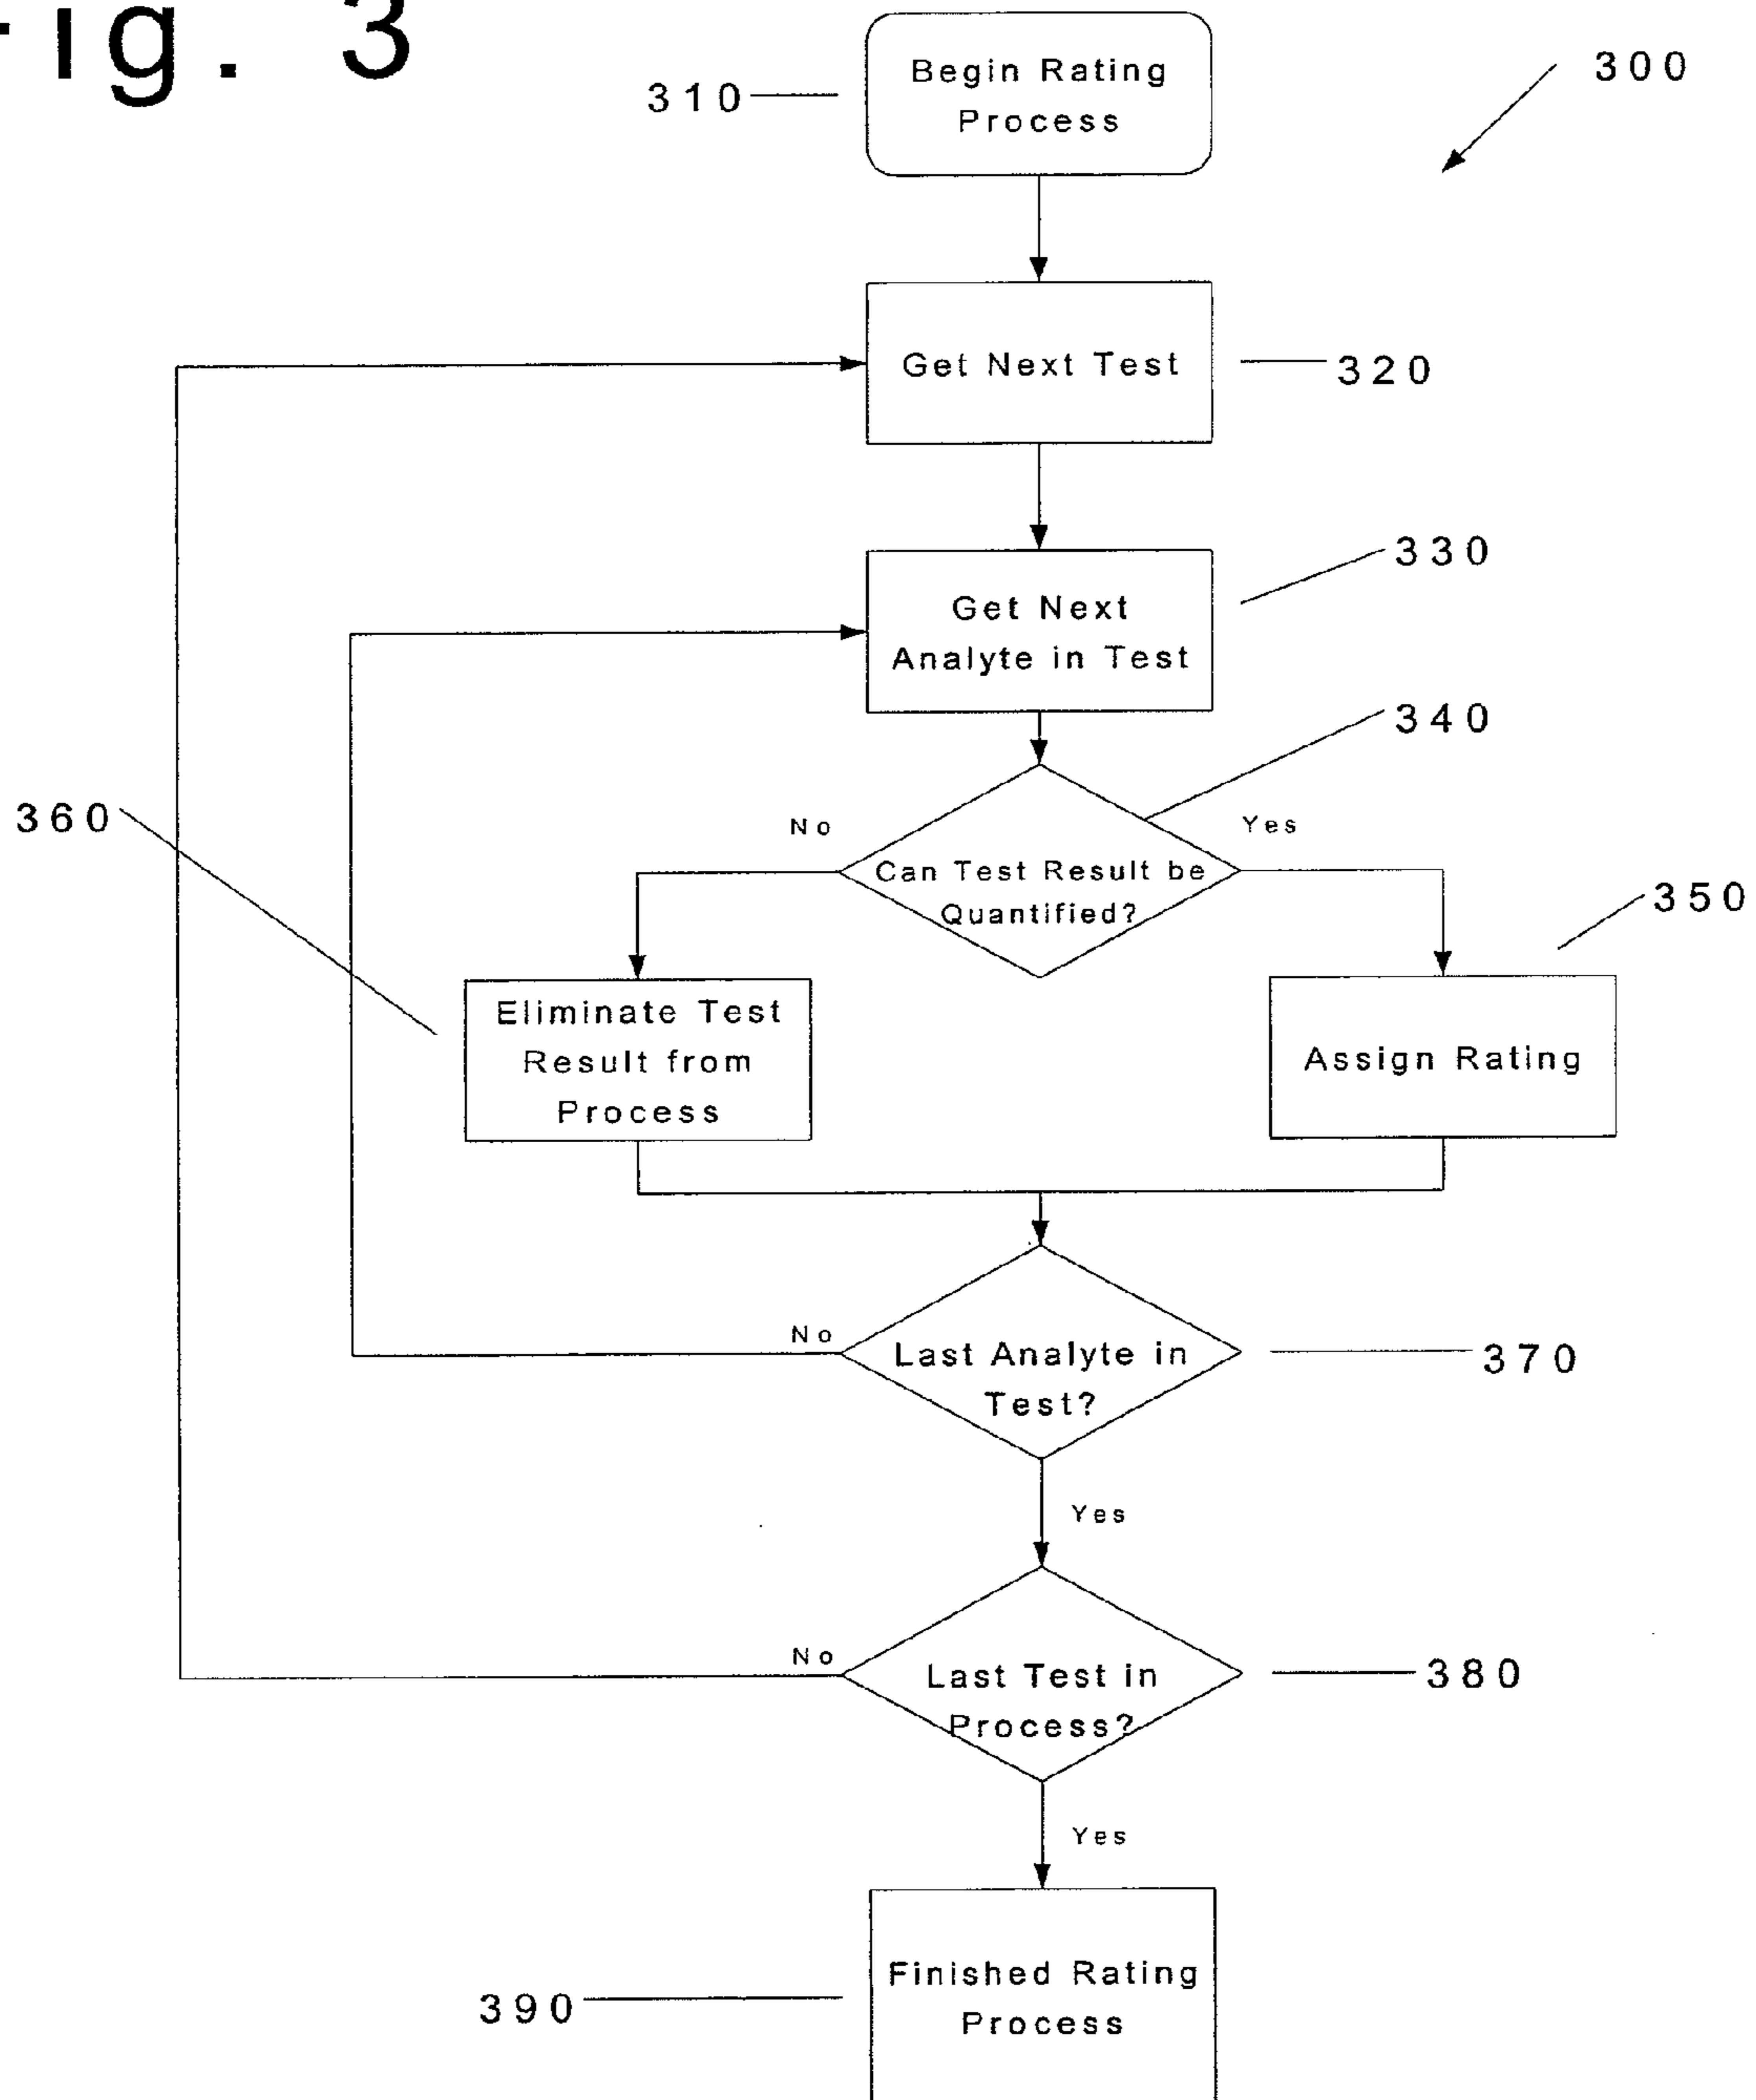 Fig. 3
300
310
Begin Rating
Process
Get Next Test
320
330
Get Next
Analyte in Test
340
360
No
Yes
Can Test Result be
Quantified?
350
Eliminate Test
Result from
Process
Assign Rating
No
Last Analyte in
Test?
370
Yes
No
Last Test in
Process?
380
Yes
390
Finished Rating
Process